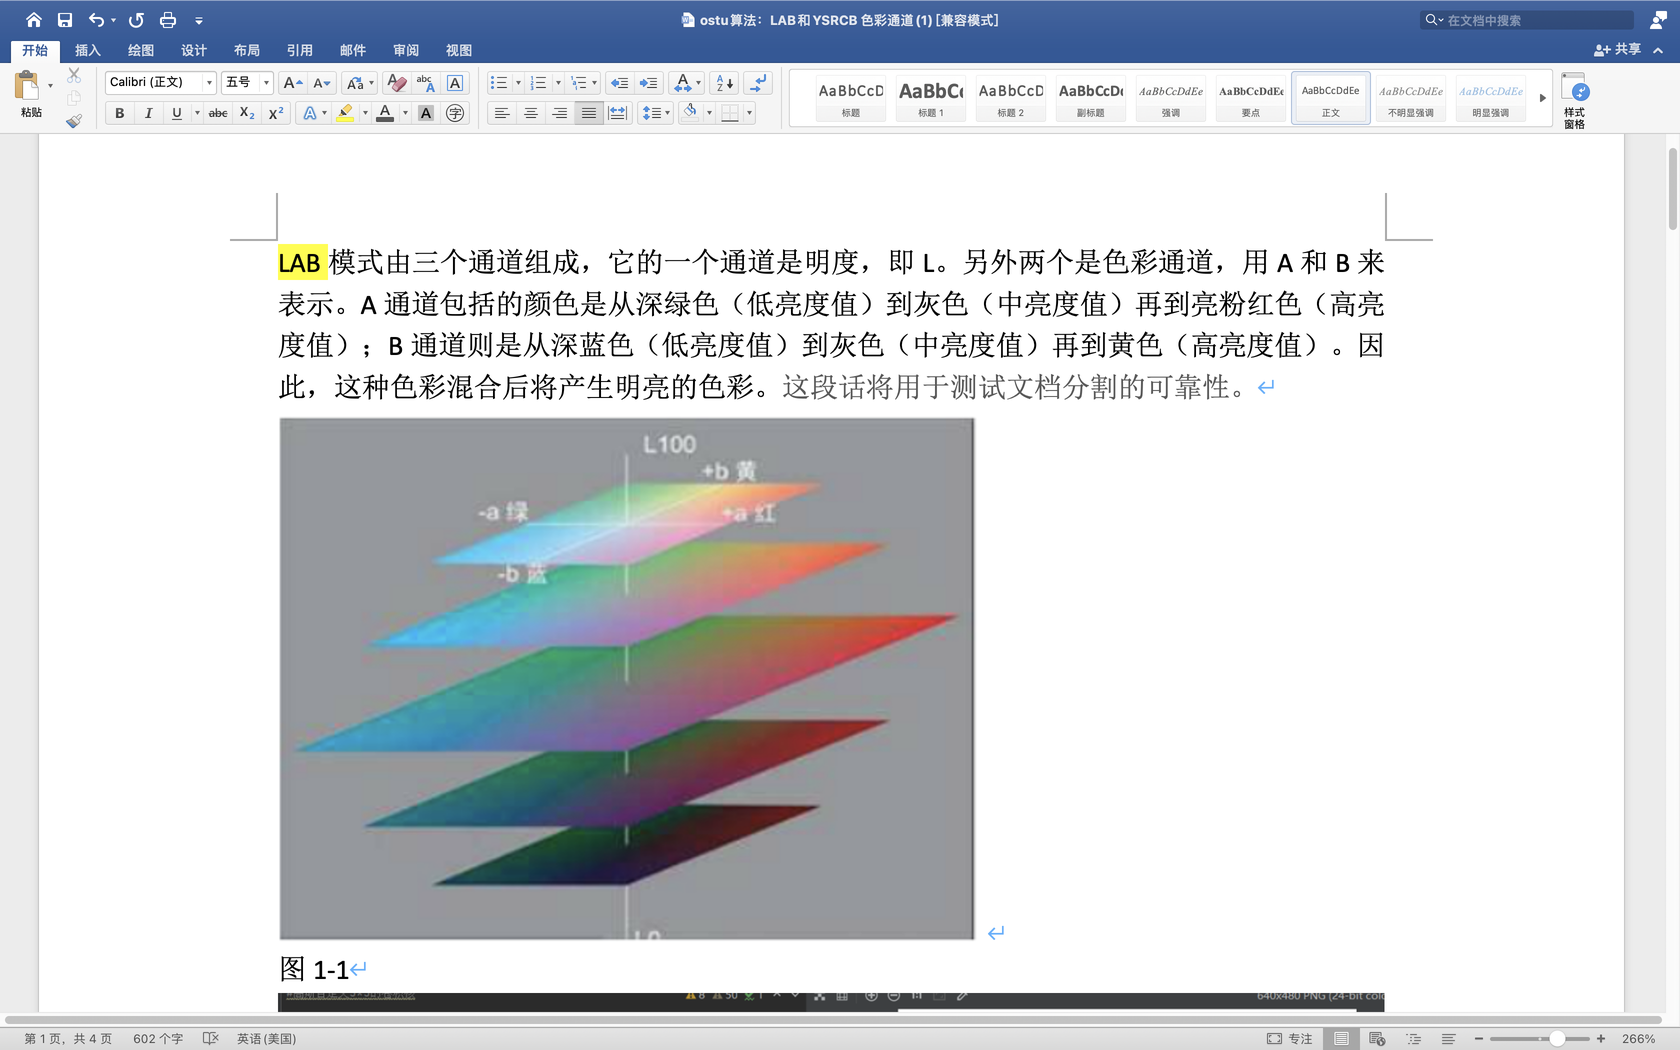 ostu算法：LAB和YSRCB 色彩通道(1) [兼容模式]
在文档中搜索
开始 插入 绘图 设计 布局 引用 邮件 审阅 视图
共享
粘贴
Calibri (正文) 五号
AaBbCcD 标题
AaBbC 标题 1
AaBbCcD 标题 2
AaBbCcD 副标题
AaBbCcDdEe 强调
AaBbCcDdEe 要点
AaBbCcDdEe 正文
AaBbCcDdEe 不明显强调
AaBbCcDdEe 明显强调
样式
窗格
LAB 模式由三个通道组成，它的一个通道是明度，即 L。另外两个是色彩通道，用 A 和 B 来
表示。A 通道包括的颜色是从深绿色（低亮度值）到灰色（中亮度值）再到亮粉红色（高亮
度值）；B 通道则是从深蓝色（低亮度值）到灰色（中亮度值）再到黄色（高亮度值）。因
此，这种色彩混合后将产生明亮的色彩。这段话将用于测试文档分割的可靠性。
L100
+b 黄
-a 绿
+a 红
-b 蓝
图 1-1
8 50 1 1:1
640x480 PNG (24-bit colo
第 1 页，共 4 页 602 个字 英语(美国) 专注 266%